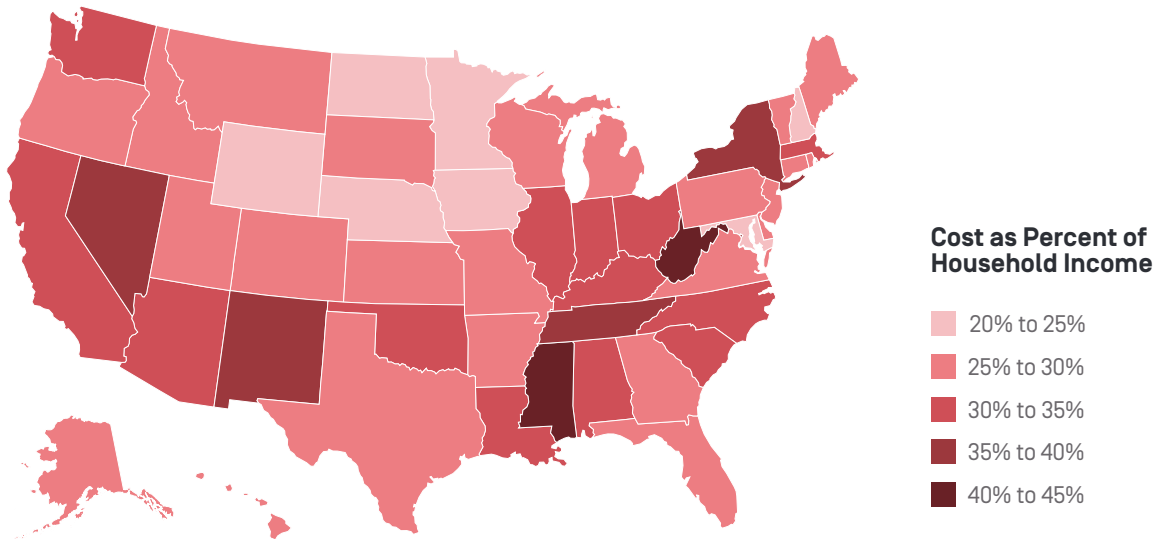 Cost as Percent of
Household Income
20% to 25%
25% to 30%
30% to 35%
35% to 40%
40% to 45%